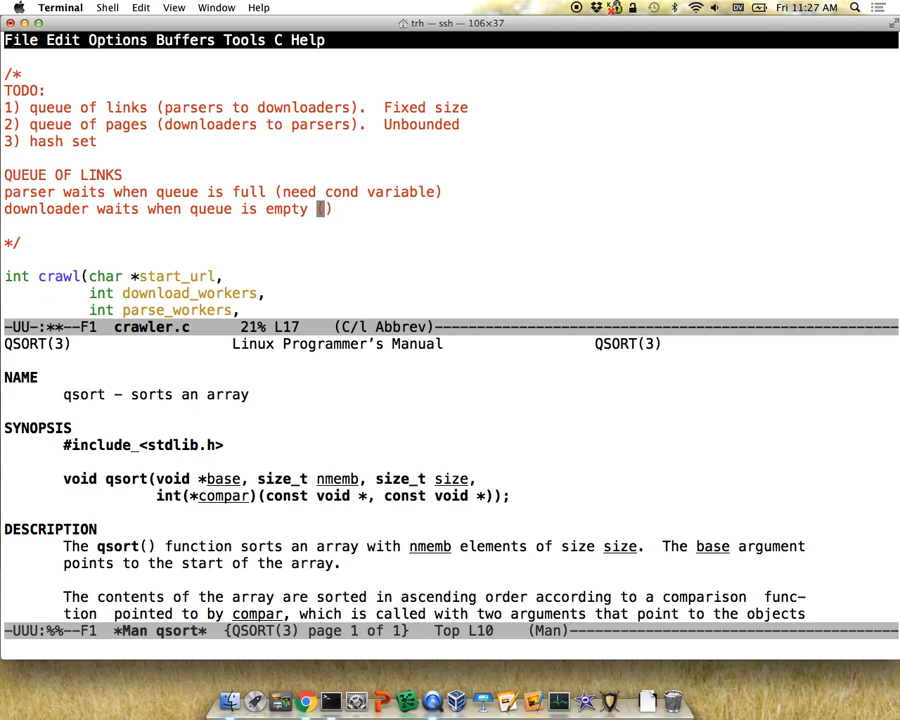 Terminal Shell Edit View Window Help
DV Fri 11:27 AM
trh — ssh — 106×37
File Edit Options Buffers Tools C Help
/*
TODO:
1) queue of links (parsers to downloaders).  Fixed size
2) queue of pages (downloaders to parsers).  Unbounded
3) hash set
QUEUE OF LINKS
parser waits when queue is full (need cond variable)
downloader waits when queue is empty ()
*/
int crawl(char *start_url,
          int download_workers,
          int parse_workers,
-UU-:**--F1  crawler.c      21% L17    (C/l Abbrev)-------------------------------------------------------
QSORT(3)                   Linux Programmer’s Manual                  QSORT(3)
NAME
       qsort - sorts an array
SYNOPSIS
       #include <stdlib.h>
       void qsort(void *base, size_t nmemb, size_t size,
                  int(*compar)(const void *, const void *));
DESCRIPTION
       The qsort() function sorts an array with nmemb elements of size size.  The base argument
       points to the start of the array.
       The contents of the array are sorted in ascending order according to a comparison  func-
       tion  pointed to by compar, which is called with two arguments that point to the objects
-UUU:%%--F1  *Man qsort*  {QSORT(3) page 1 of 1}   Top L10    (Man)---------------------------------------